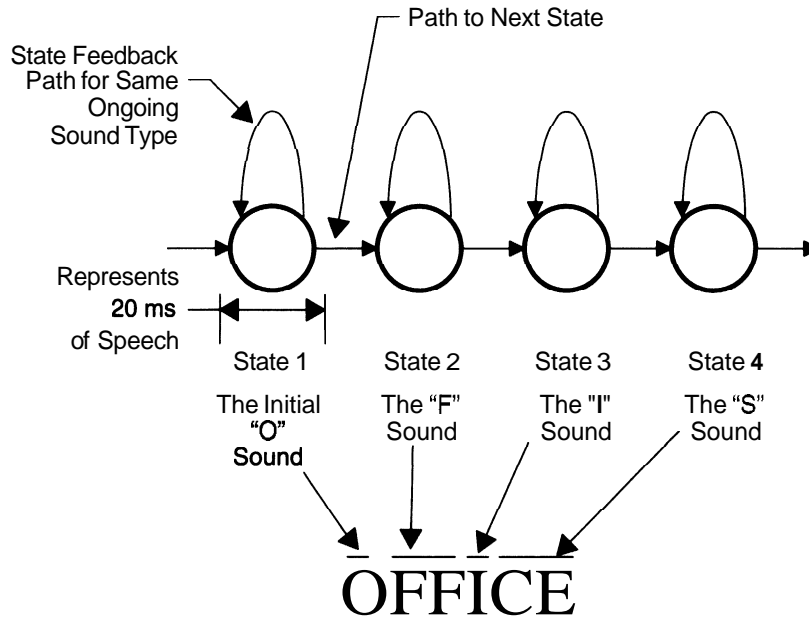 Path to Next State
State Feedback
Path for Same
Ongoing
Sound Type
Represents
20 ms
of Speech
State 1
State 2
State 3
State 4
The Initial
“O”
Sound
The “F”
Sound
The "I"
Sound
The “S”
Sound
OFFICE